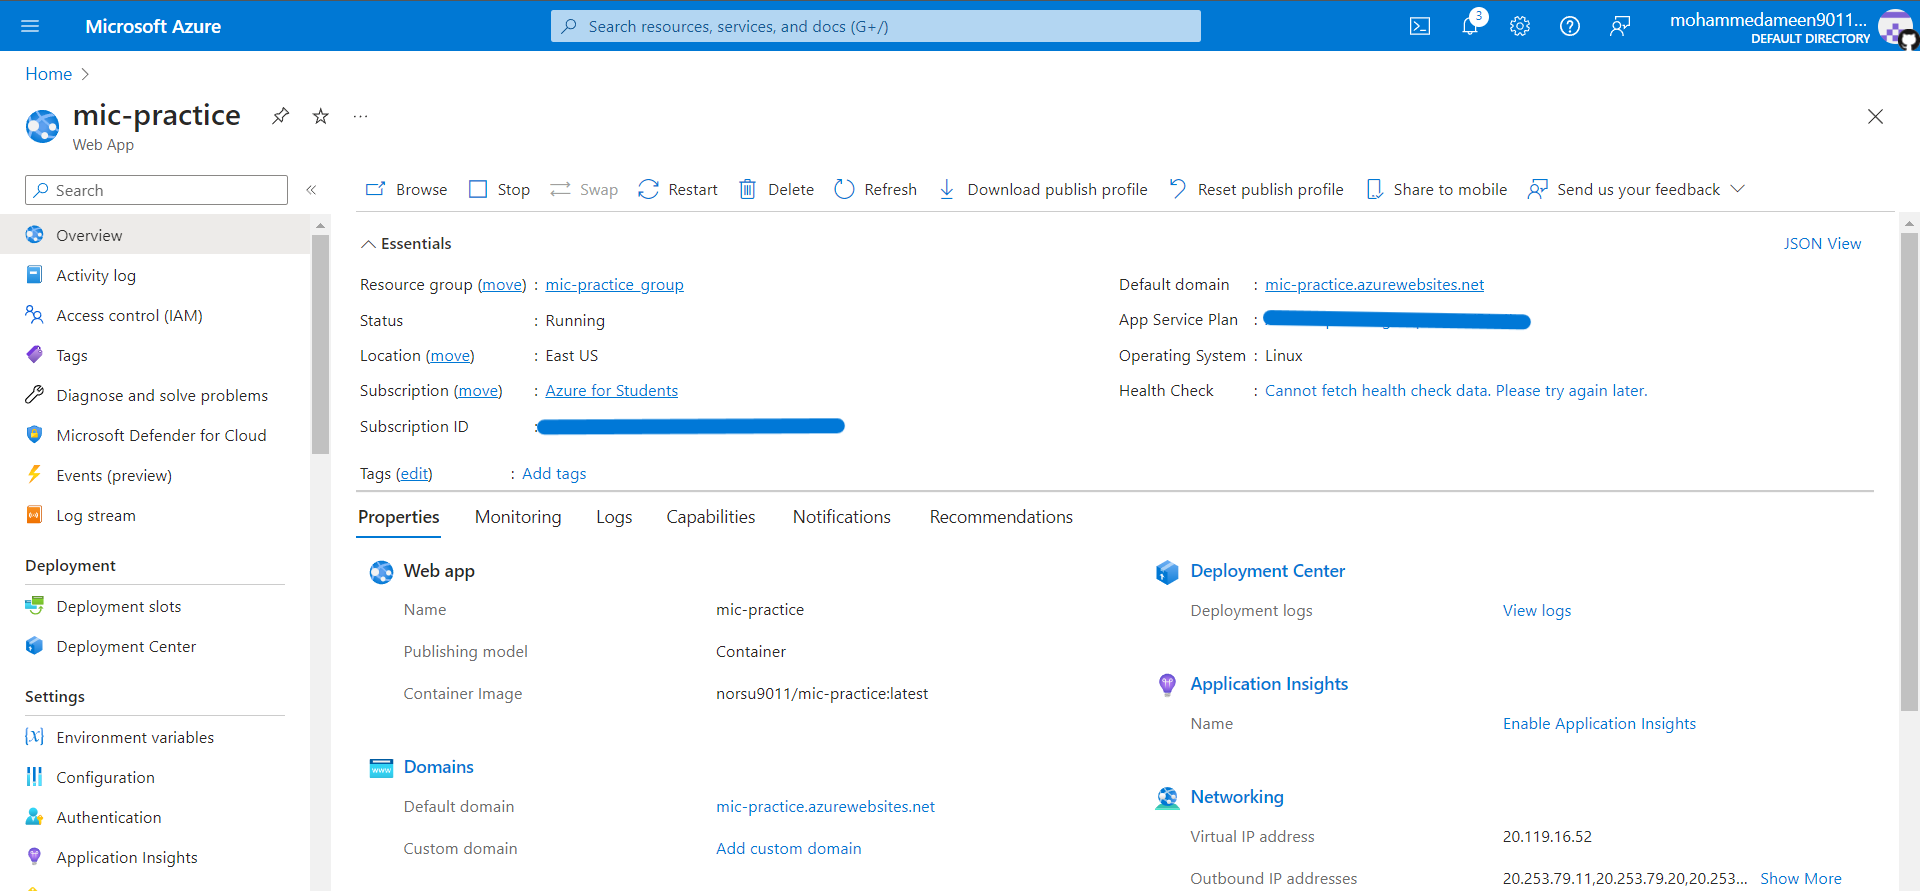 Microsoft Azure
Search resources, services, and docs (G+/)
3
mohammedameen9011...
DEFAULT DIRECTORY
Home
mic-practice
Web App
Search
Browse
Stop
Swap
Restart
Delete
Refresh
Download publish profile
Reset publish profile
Share to mobile
Send us your feedback
Overview
Activity log
Access control (IAM)
Tags
Diagnose and solve problems
Microsoft Defender for Cloud
Events (preview)
Log stream
Deployment
Deployment slots
Deployment Center
Settings
Environment variables
Configuration
Authentication
Application Insights
Essentials
JSON View
Resource group (move) : mic-practice_group
Status : Running
Location (move) : East US
Subscription (move) : Azure for Students
Subscription ID :
Default domain : mic-practice.azurewebsites.net
App Service Plan :
Operating System : Linux
Health Check : Cannot fetch health check data. Please try again later.
Tags (edit) : Add tags
Properties
Monitoring
Logs
Capabilities
Notifications
Recommendations
Web app
Name mic-practice
Publishing model Container
Container Image norsu9011/mic-practice:latest
Domains
Default domain mic-practice.azurewebsites.net
Custom domain Add custom domain
Deployment Center
Deployment logs View logs
Application Insights
Name Enable Application Insights
Networking
Virtual IP address 20.119.16.52
Outbound IP addresses 20.253.79.11,20.253.79.20,20.253... Show More